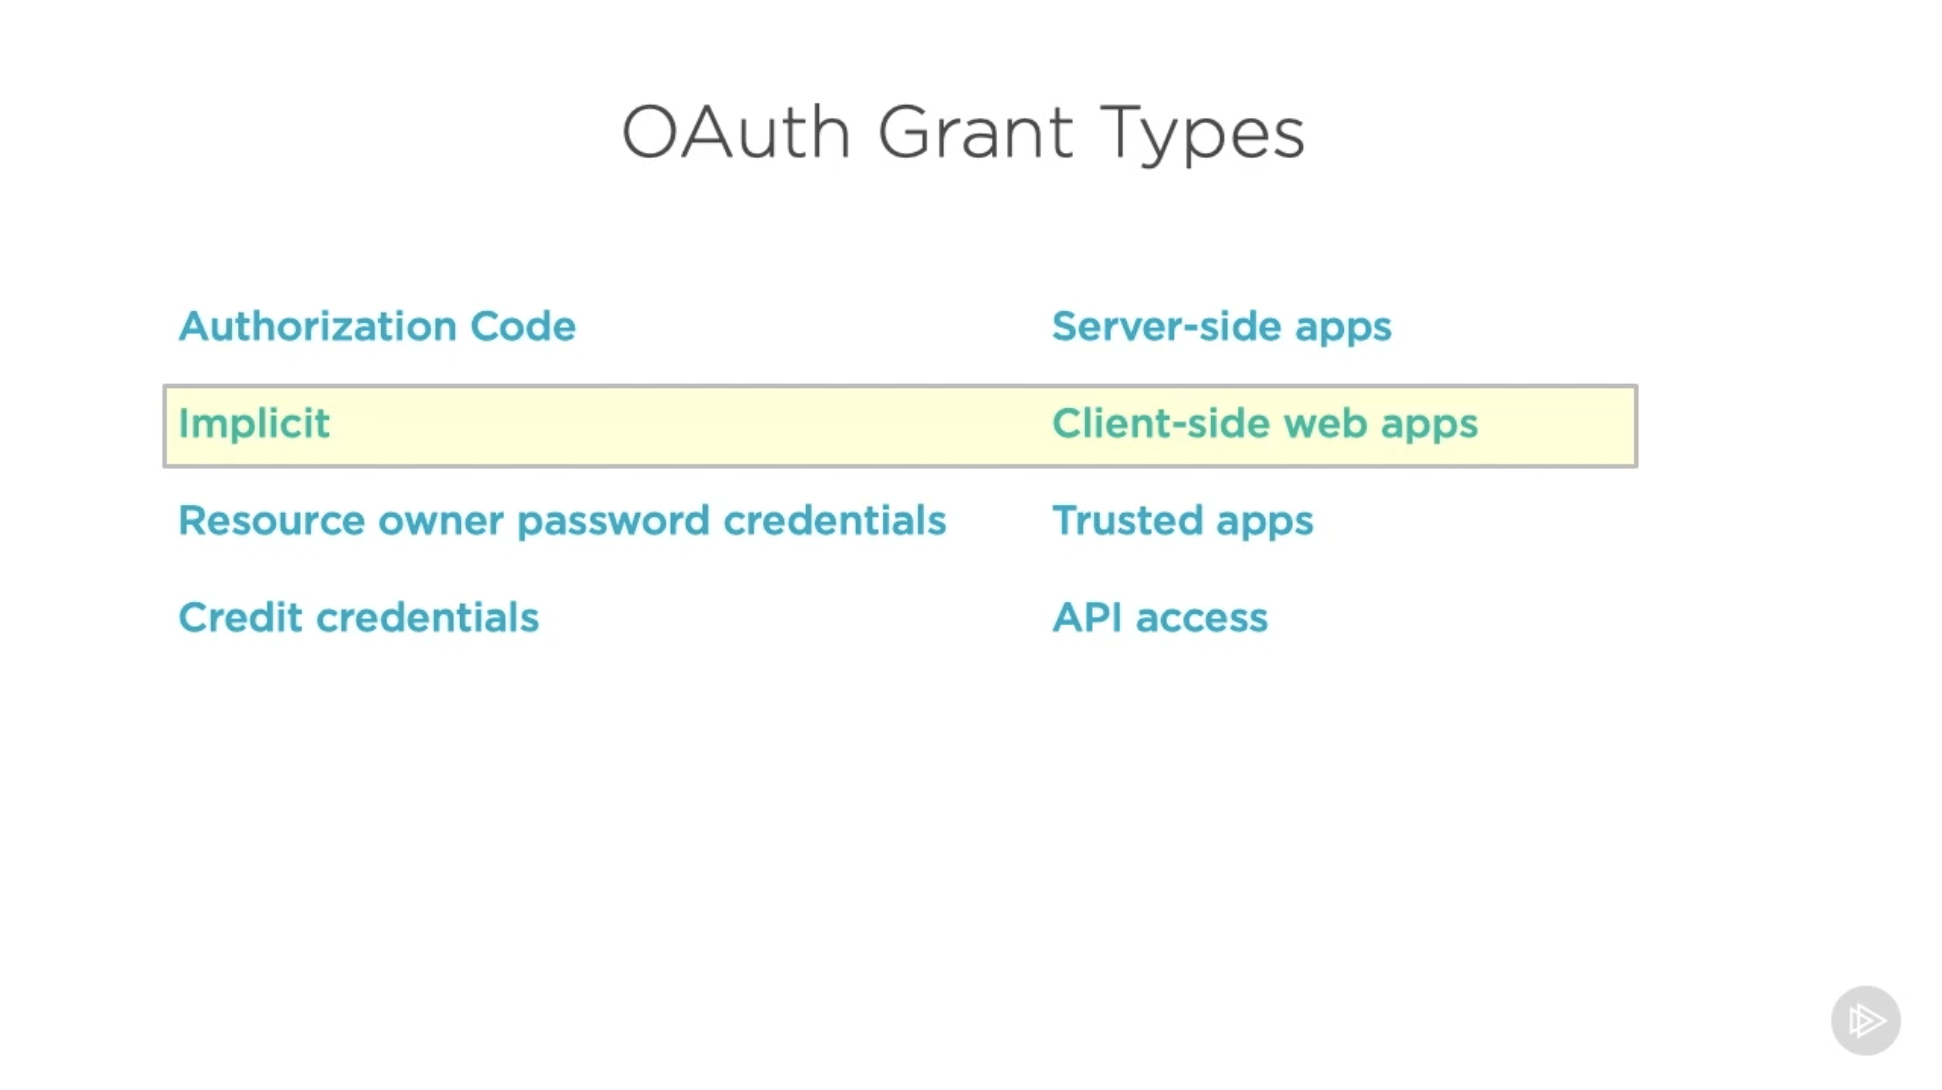 OAuth Grant Types
Authorization Code Server-side apps
Implicit Client-side web apps
Resource owner password credentials Trusted apps
Credit credentials API access